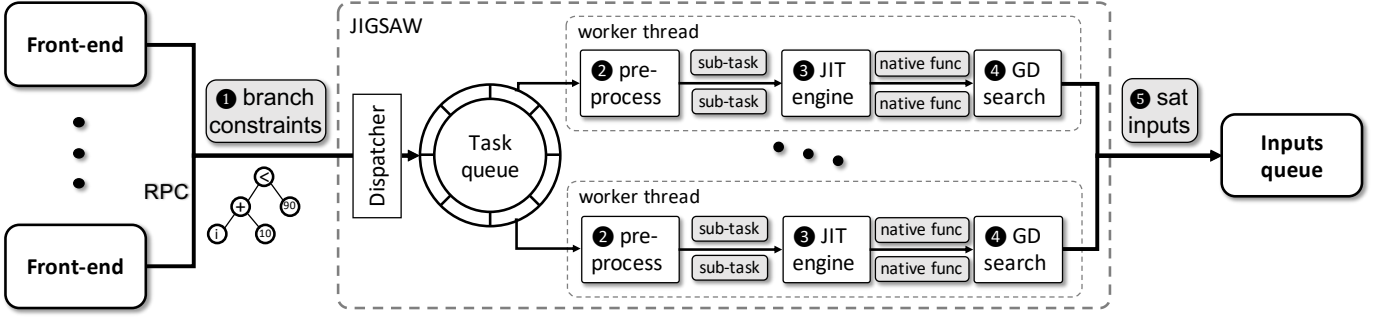 Front-end
Front-end
RPC
❶ branch
constraints
<
+
90
i
10
JIGSAW
Dispatcher
Task
queue
worker thread
❷ pre-
process
sub-task
sub-task
❸ JIT
engine
native func
native func
❹ GD
search
worker thread
❷ pre-
process
sub-task
sub-task
❸ JIT
engine
native func
native func
❹ GD
search
❺ sat
inputs
Inputs
queue